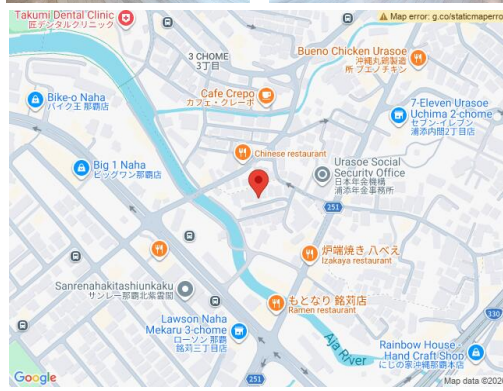 Takumi Dental Clinic
匠デンタルクリニック
Map error: g.co/staticmaperro
3 CHOME
3丁目
Bueno Chicken Urasoe
沖縄丸鶏製造
所 ブエノチキン
Bike-o Naha
バイク王 那覇店
Cafe Crepo
カフェ・クレーポ
7-Eleven Urasoe
Uchima 2-chome
セブン-イレブン
浦添内間2丁目店
Chinese restaurant
Big 1 Naha
ビッグワン那覇店
Urasoe Social
Security Office
日本年金機構
浦添年金事務所
251
炉端焼き 八べえ
Izakaya restaurant
Sanrenahakitashiunkaku
サンレー那覇北紫雲閣
もとなり 銘苅店
Ramen restaurant
251
330
Lawson Naha
Mekaru 3-chome
ローソン 那覇
銘苅三丁目店
Aja River
Rainbow House -
Hand Craft Shop
にじの家沖縄那覇本店
Google
Map data ©202